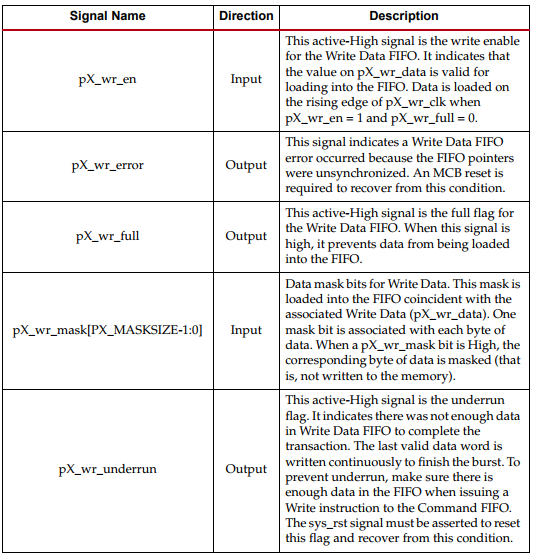 Signal Name Direction Description
This active-High signal is the write enable
for the Write Data FIFO. It indicates that
the value on pX_wr_data is valid for
pX_wr_en Input loading into the FIFO. Data is loaded on
the rising edge of pX_wr_clk when
pX_wr_en = 1 and pX_wr_full = 0.
This signal indicates a Write Data FIFO
pX_wr_error Output error occurred because the FIFO pointers
were unsynchronized. An MCB reset is
required to recover from this condition.
This active-High signal is the full flag for
pX_wr_full Output the Write Data FIFO. When this signal is
high, it prevents data from being loaded
into the FIFO.
Data mask bits for Write Data. This mask is
loaded into the FIFO coincident with the
associated Write Data (pX_wr_data). One
pX_wr_mask[PX_MASKSIZE-1:0] Input mask bit is associated with each byte of
data. When a pX_wr_mask bit is High, the
corresponding byte of data is masked (that
is, not written to the memory).
This active-High signal is the underrun
flag. It indicates there was not enough data
in Write Data FIFO to complete the
transaction. The last valid data word is
pX_wr_underrun Output written continuously to finish the burst. To
prevent underrun, make sure there is
enough data in the FIFO when issuing a
Write instruction to the Command FIFO.
The sys_rst signal must be asserted to reset
this flag and recover from this condition.